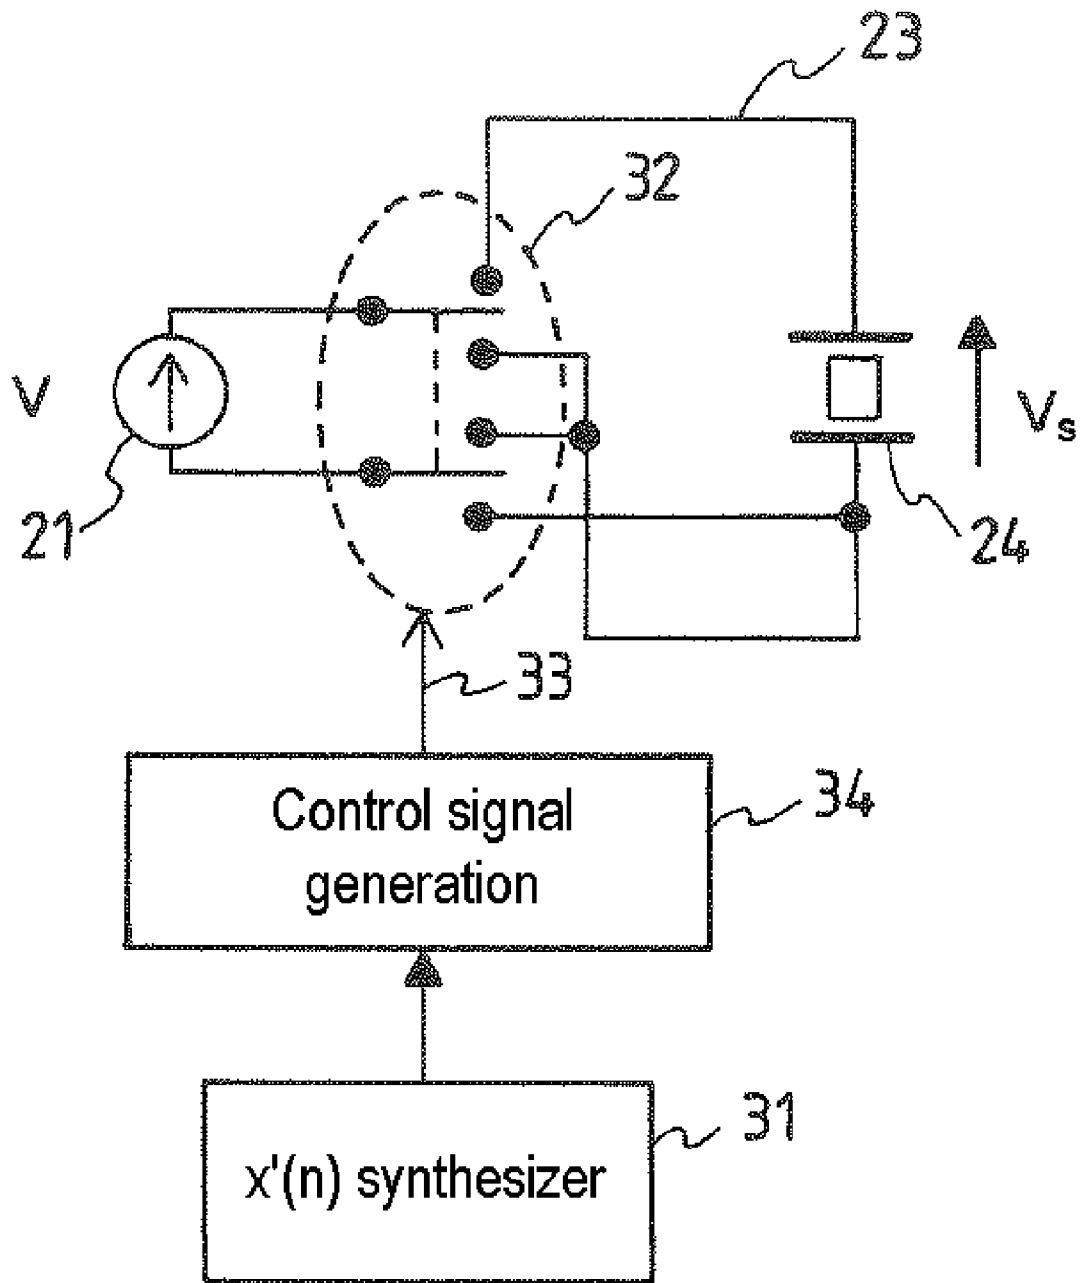 23
32
V
Vs
21
24
33
Control signal
generation
34
31
x'(n) synthesizer